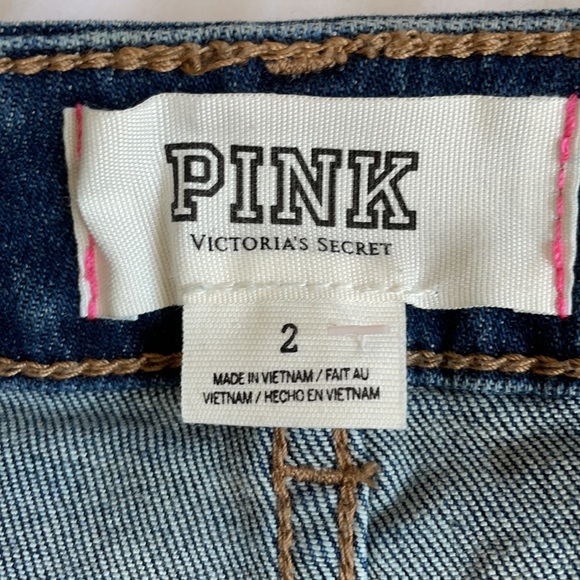 PINK
VICTORIA'S SECRET
2
MADE IN VIETNAM / FAIT AU
VIETNAM / HECHO EN VIETNAM